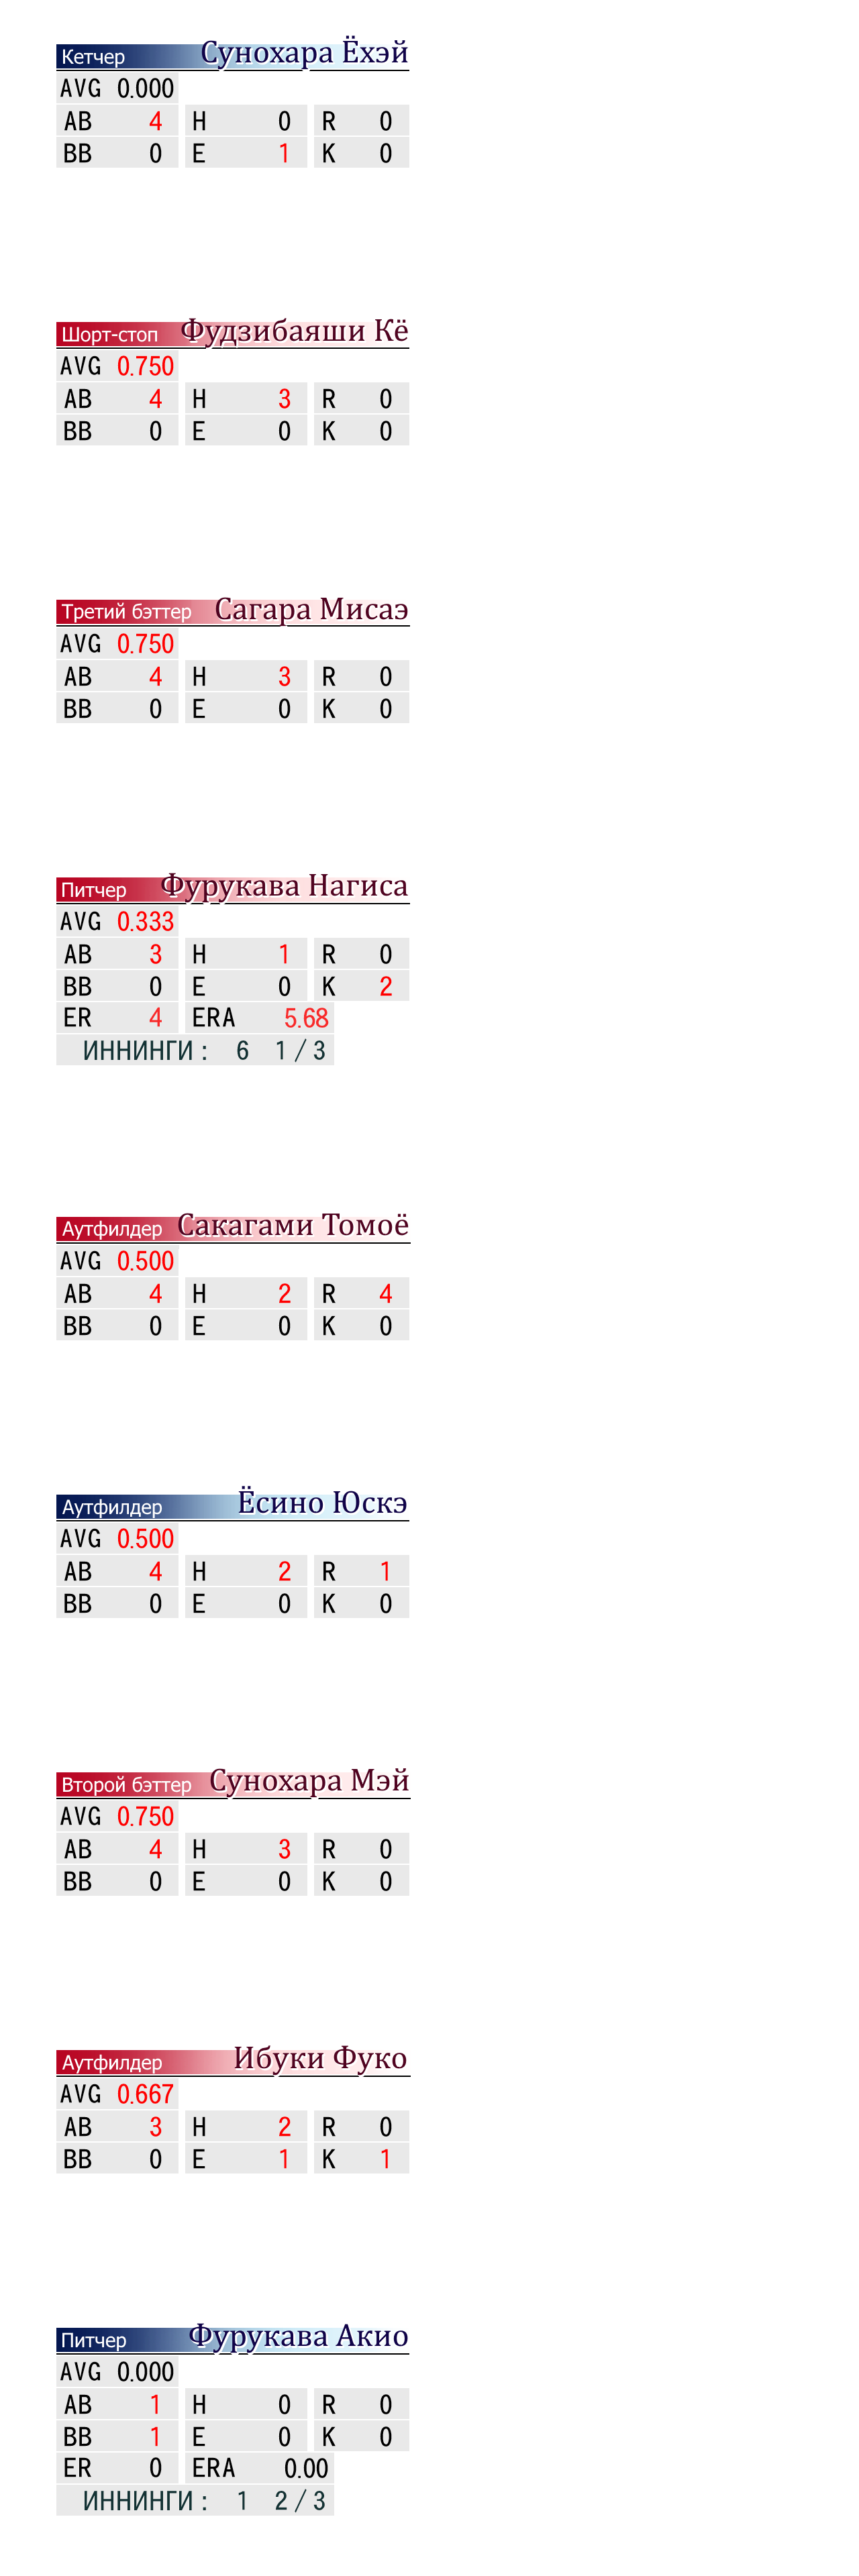 Кетчер Сунохара Ёхэй
AVG 0.000
AB 4 H 0 R 0
BB 0 E 1 K 0
Шорт-стоп Фудзибаяши Кё
AVG 0.750
AB 4 H 3 R 0
BB 0 E 0 K 0
Третий бэттер Сагара Мисаэ
AVG 0.750
AB 4 H 3 R 0
BB 0 E 0 K 0
Питчер Фурукава Нагиса
AVG 0.333
AB 3 H 1 R 0
BB 0 E 0 K 2
ER 4 ERA 5.68
ИННИНГИ : 6 1 / 3
Аутфилдер Сакагами Томоё
AVG 0.500
AB 4 H 2 R 4
BB 0 E 0 K 0
Аутфилдер Ёсино Юскэ
AVG 0.500
AB 4 H 2 R 1
BB 0 E 0 K 0
Второй бэттер Сунохара Мэй
AVG 0.750
AB 4 H 3 R 0
BB 0 E 0 K 0
Аутфилдер Ибуки Фуко
AVG 0.667
AB 3 H 2 R 0
BB 0 E 1 K 1
Питчер Фурукава Акио
AVG 0.000
AB 1 H 0 R 0
BB 1 E 0 K 0
ER 0 ERA 0.00
ИННИНГИ : 1 2 / 3